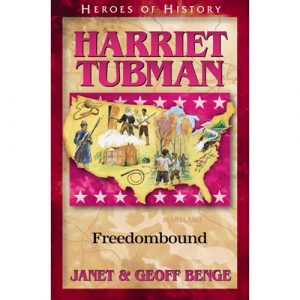 HEROES OF HISTORY
HARRIET
TUBMAN
MARYLAND
Freedombound
JANET & GEOFF BENGE